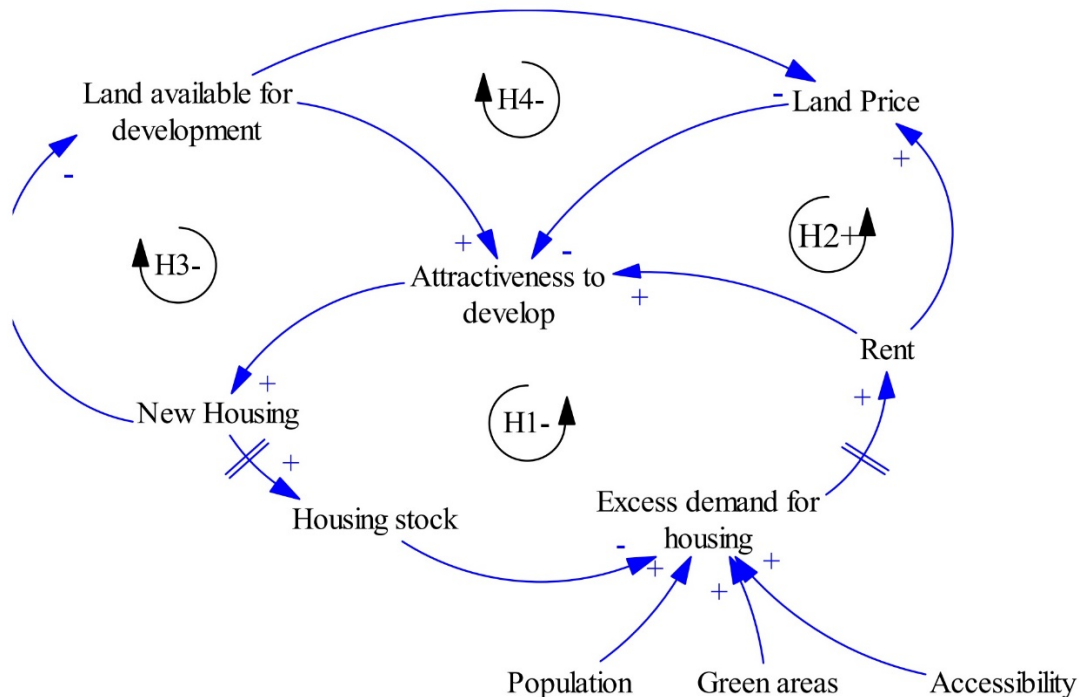 Land available for
development
H4-
-
Land Price
+
-
H3-
H2+
+
-
Attractiveness to
develop
+
Rent
+
New Housing
+
H1-
+
Housing stock
Excess demand for
housing
-
+
+
+
Population
Green areas
Accessibility